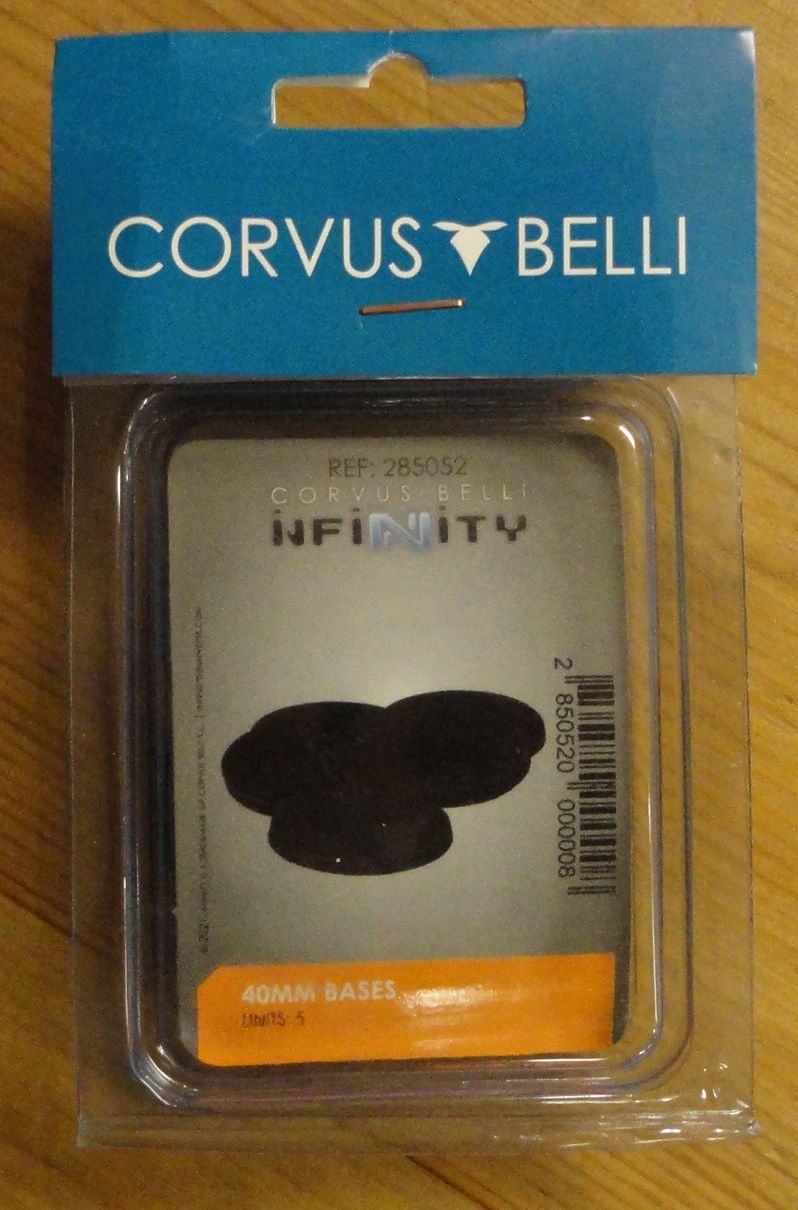 CORVUS BELLI
REF: 285052
CORVUS BELLI
iNFiNiTY
2 850520 000008
40MM BASES
UNITS: 5